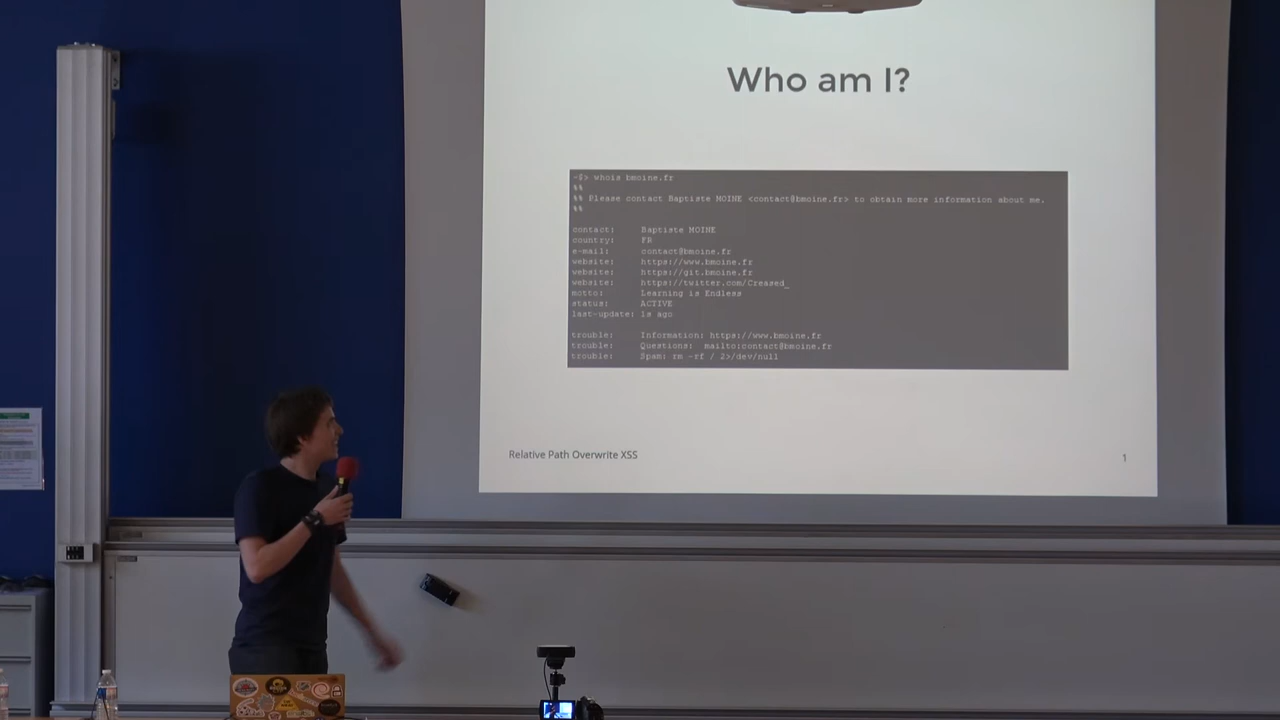 Who am I?
~$> whois bmoine.fr
%%
%% Please contact Baptiste MOINE <contact@bmoine.fr> to obtain more information about me.
%%
contact: Baptiste MOINE
country: FR
e-mail: contact@bmoine.fr
website: https://www.bmoine.fr
website: https://git.bmoine.fr
website: https://twitter.com/Creased_
motto: Learning is Endless
status: ACTIVE
last-update: 1s ago
trouble: Information: https://www.bmoine.fr
trouble: Questions: mailto:contact@bmoine.fr
trouble: Spam: rm -rf / 2>/dev/null
Relative Path Overwrite XSS
1